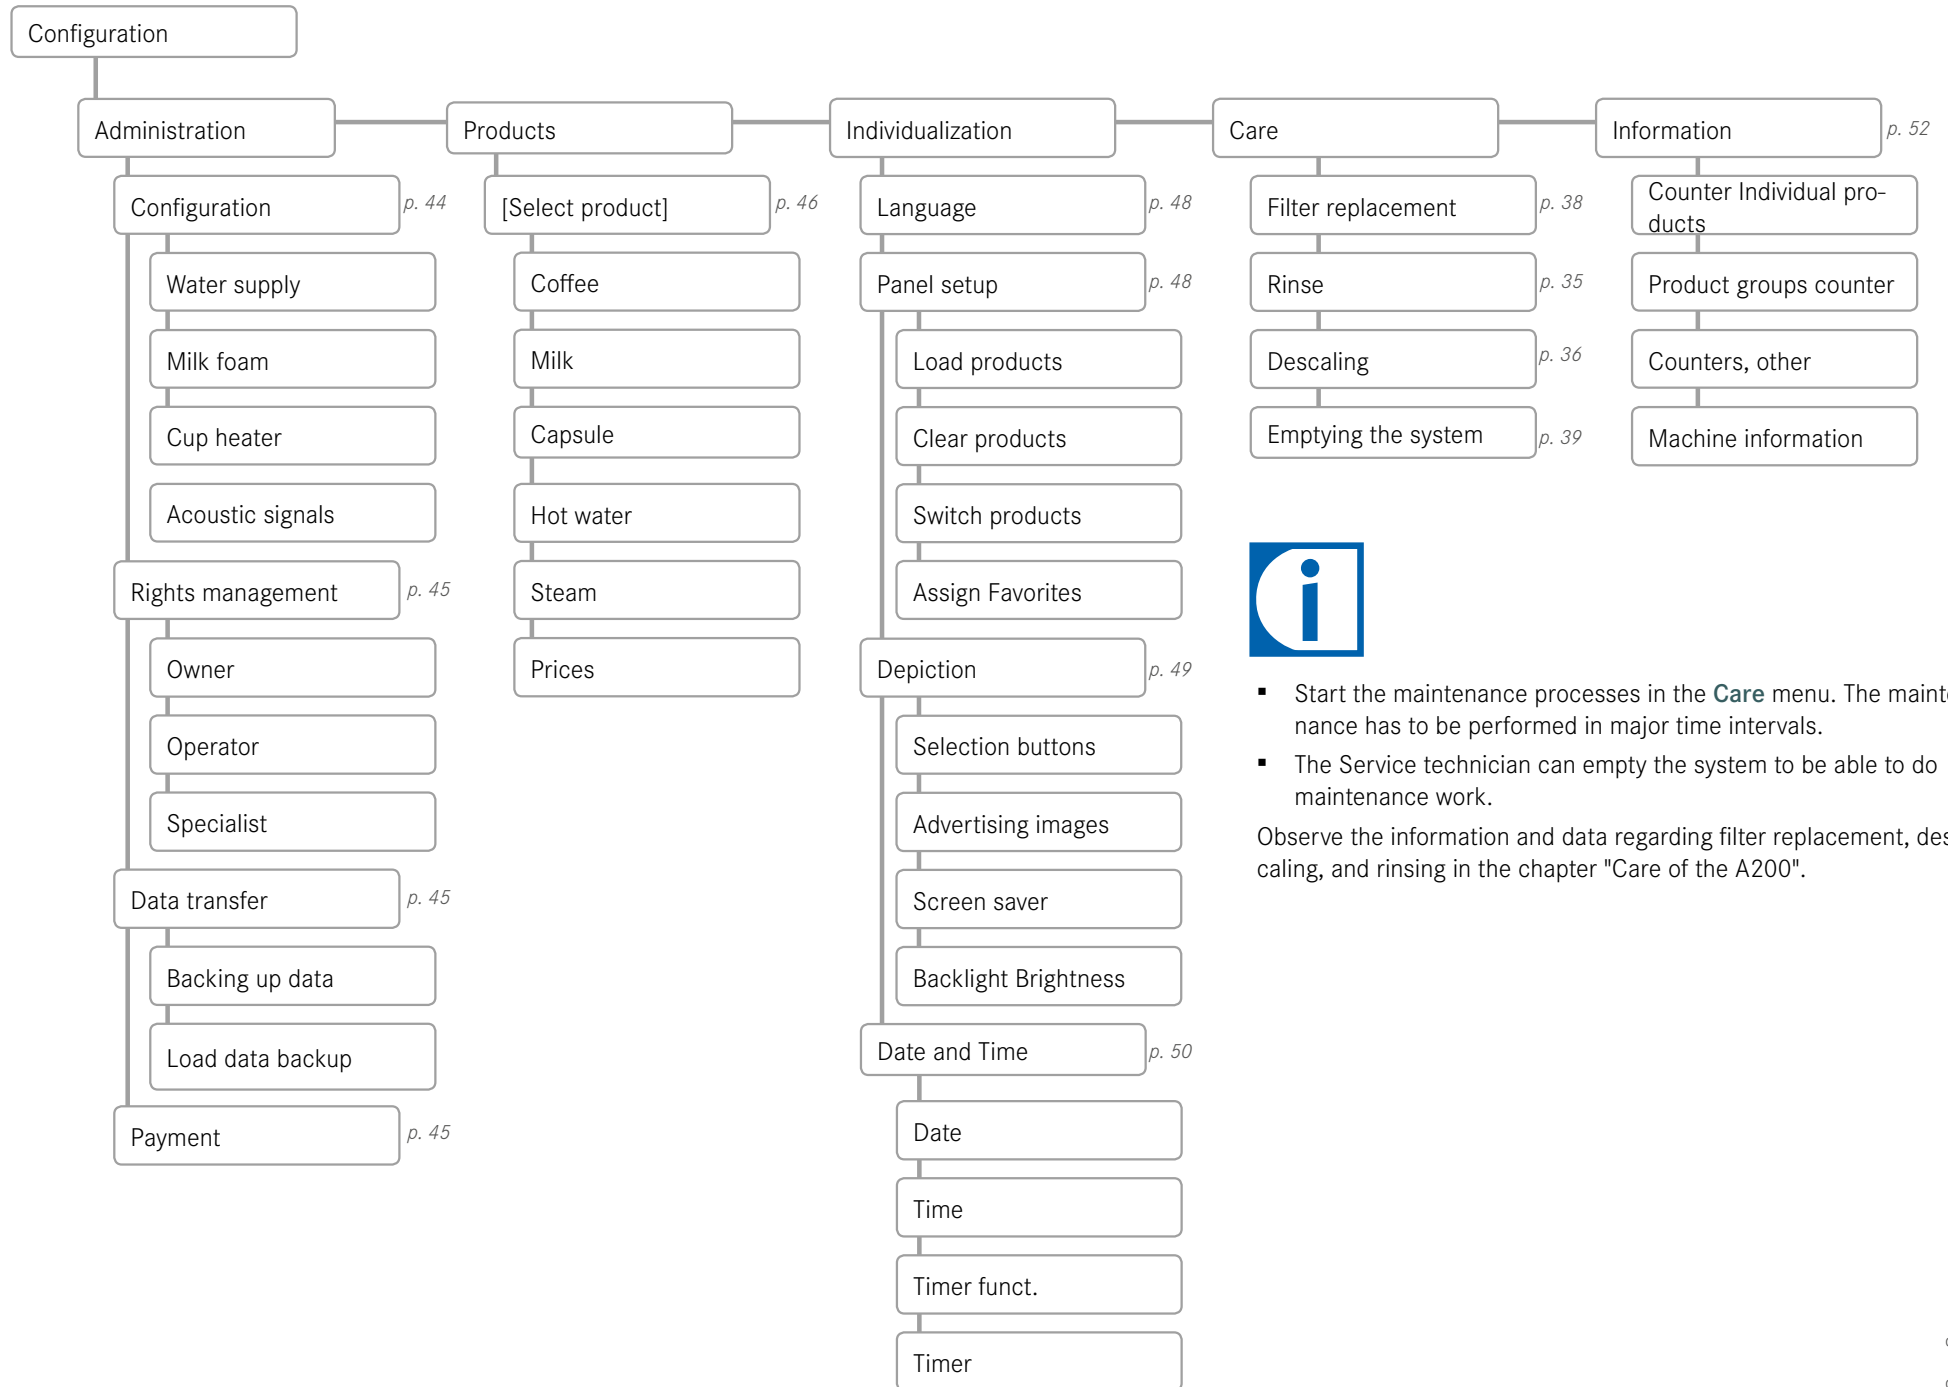 Configuration
Administration
Products
Individualization
Care
Information p. 52
Configuration p. 44
Water supply
Milk foam
Cup heater
Acoustic signals
Rights management p. 45
Owner
Operator
Specialist
Data transfer p. 45
Backing up data
Load data backup
Payment p. 45
[Select product] p. 46
Coffee
Milk
Capsule
Hot water
Steam
Prices
Language p. 48
Panel setup p. 48
Load products
Clear products
Switch products
Assign Favorites
Depiction p. 49
Selection buttons
Advertising images
Screen saver
Backlight Brightness
Date and Time p. 50
Date
Time
Timer funct.
Timer
Filter replacement p. 38
Rinse p. 35
Descaling p. 36
Emptying the system p. 39
Counter Individual pro-
ducts
Product groups counter
Counters, other
Machine information
▪ Start the maintenance processes in the Care menu. The maint
nance has to be performed in major time intervals.
▪ The Service technician can empty the system to be able to do
maintenance work.
Observe the information and data regarding filter replacement, des
caling, and rinsing in the chapter "Care of the A200".